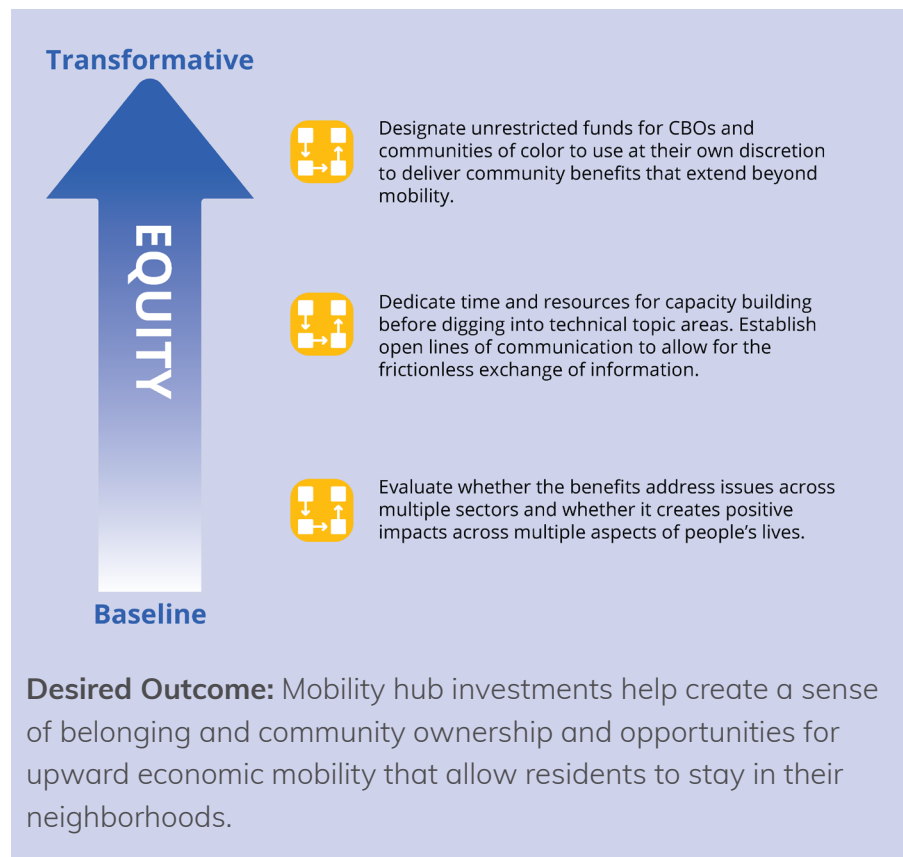 Transformative
EQUITY
Designate unrestricted funds for CBOs and
communities of color to use at their own discretion
to deliver community benefits that extend beyond
mobility.
Dedicate time and resources for capacity building
before digging into technical topic areas. Establish
open lines of communication to allow for the
frictionless exchange of information.
Evaluate whether the benefits address issues across
multiple sectors and whether it creates positive
impacts across multiple aspects of people’s lives.
Baseline
Desired Outcome: Mobility hub investments help create a sense
of belonging and community ownership and opportunities for
upward economic mobility that allow residents to stay in their
neighborhoods.